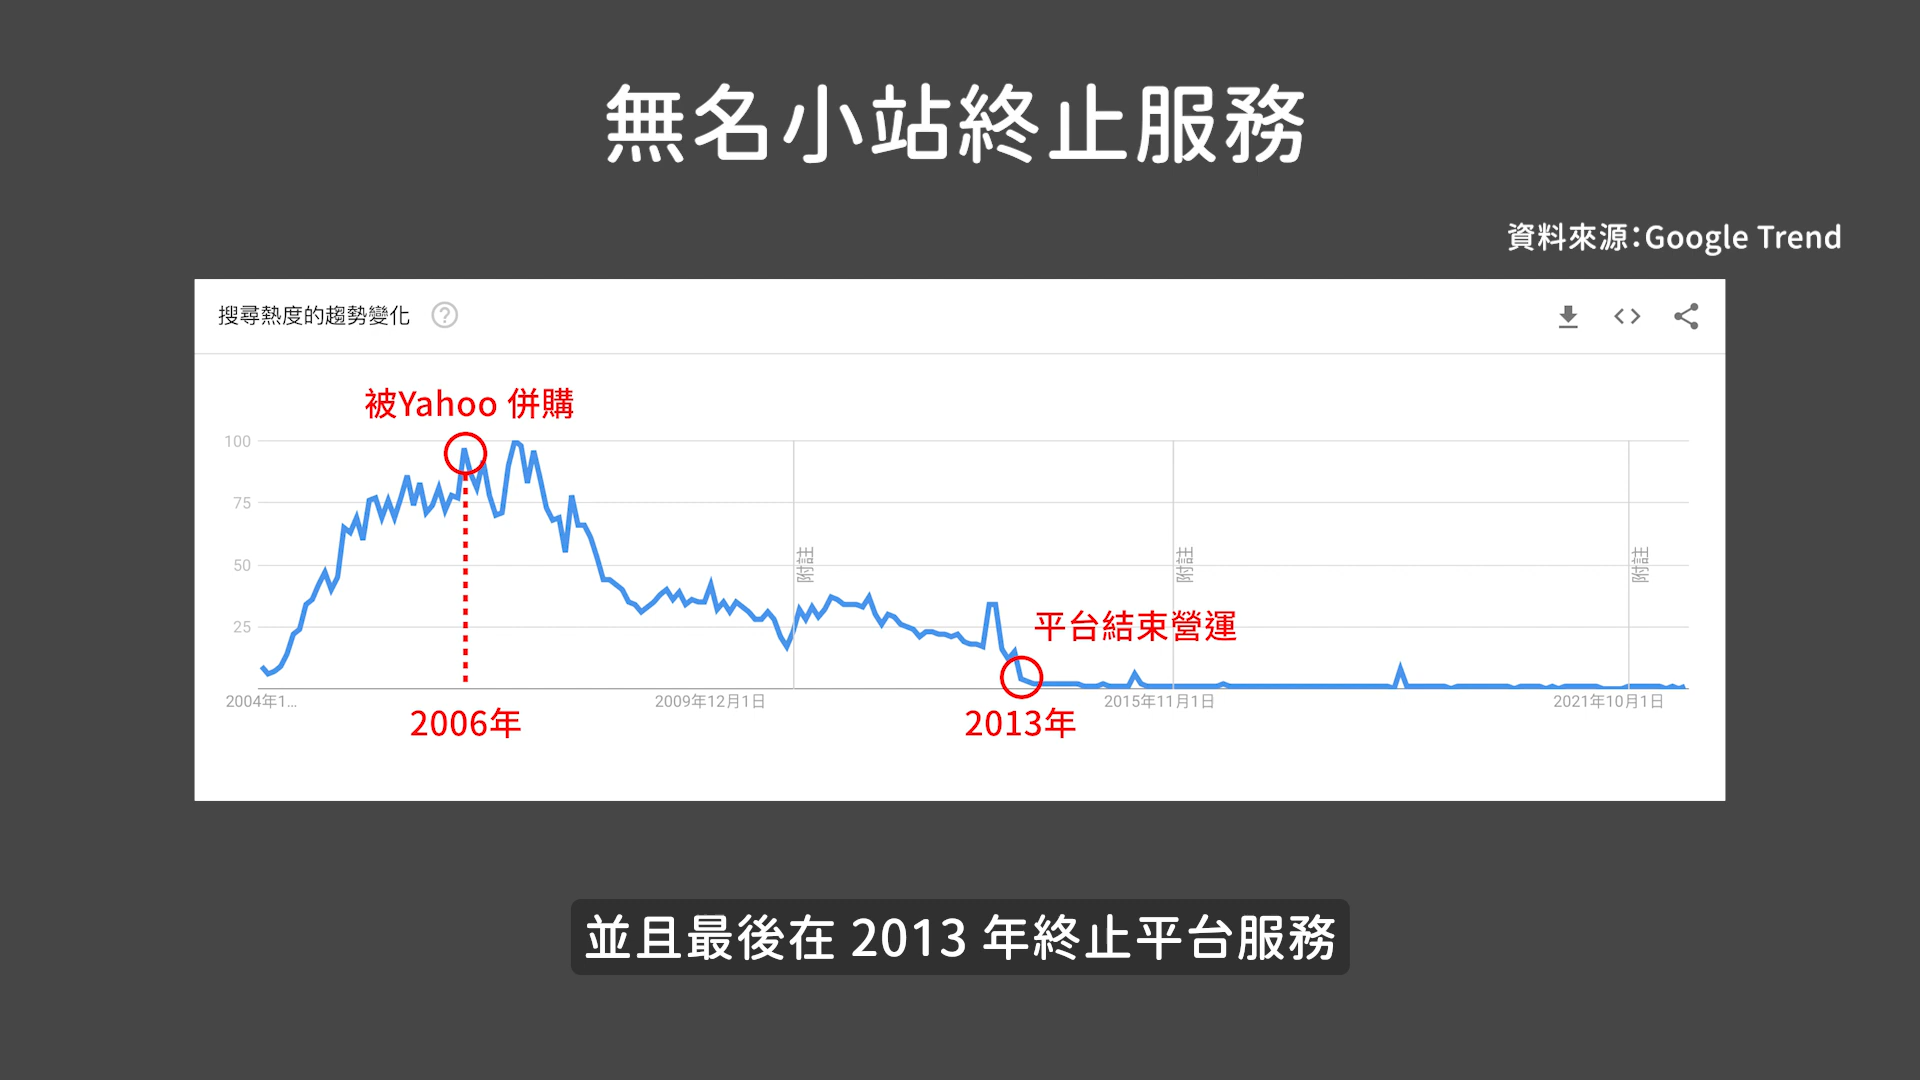 無名小站終止服務
資料來源：Google Trend
搜尋熱度的趨勢變化
被Yahoo 併購
100
75
50
25
附註
附註
附註
平台結束營運
2004年1...
2009年12月1日
2015年11月1日
2021年10月1日
2006年
2013年
並且最後在 2013 年終止平台服務